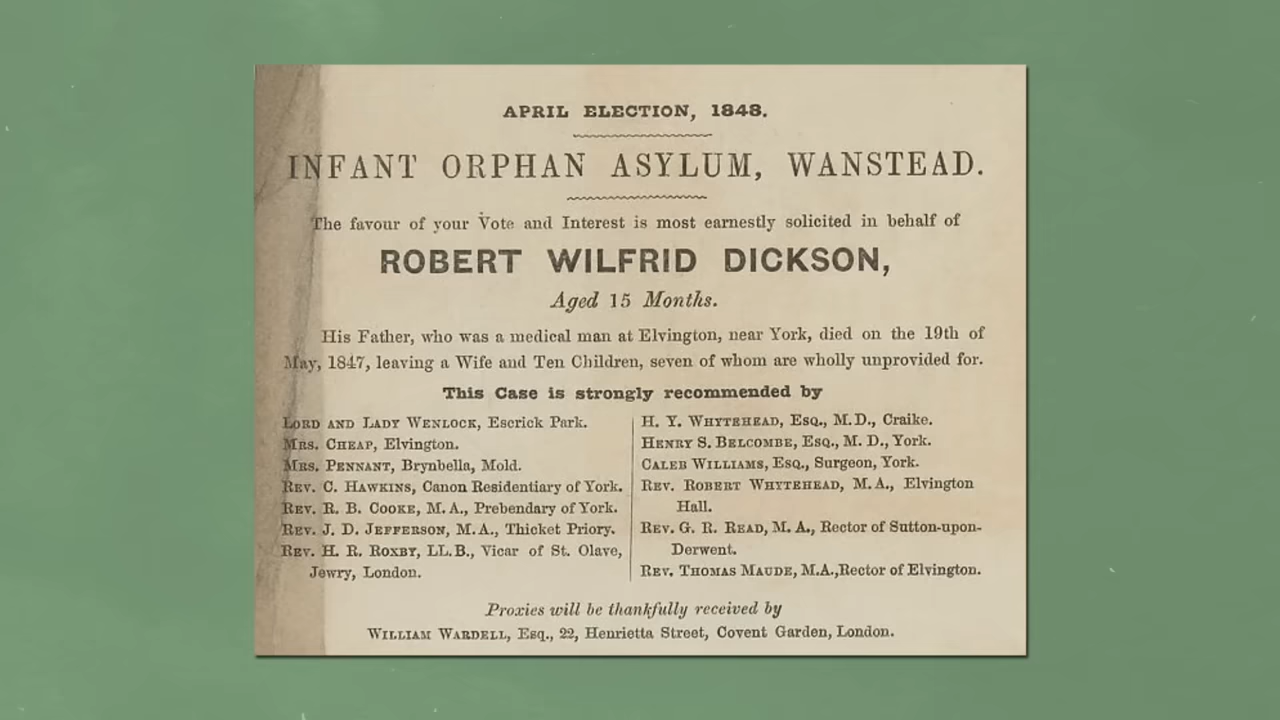 APRIL ELECTION, 1848.
INFANT ORPHAN ASYLUM, WANSTEAD.
The favour of your Vote and Interest is most earnestly solicited in behalf of
ROBERT WILFRID DICKSON,
Aged 15 Months.
His Father, who was a medical man at Elvington, near York, died on the 19th of
May, 1847, leaving a Wife and Ten Children, seven of whom are wholly unprovided for.
This Case is strongly recommended by
LORD AND LADY WENLOCK, Escrick Park.
MRS. CHEAP, Elvington.
MRS. PENNANT, Brynbella, Mold.
REV. C. HAWKINS, Canon Residentiary of York.
REV. R. B. COOKE, M.A., Prebendary of York.
REV. J. D. JEFFERSON, M.A., Thicket Priory.
REV. H. R. ROXBY, LL.B., Vicar of St. Olave,
Jewry, London.
H. Y. WHYTEHEAD, ESQ., M.D., Craike.
HENRY S. BELCOMBE, ESQ., M. D., York.
CALEB WILLIAMS, ESQ., Surgeon, York.
REV. ROBERT WHYTEHEAD, M.A., Elvington
Hall.
REV. G. R. READ, M. A., Rector of Sutton-upon-
Derwent.
REV. THOMAS MAUDE, M.A.,Rector of Elvington.
Proxies will be thankfully received by
WILLIAM WARDELL, Esq., 22, Henrietta Street, Covent Garden, London.